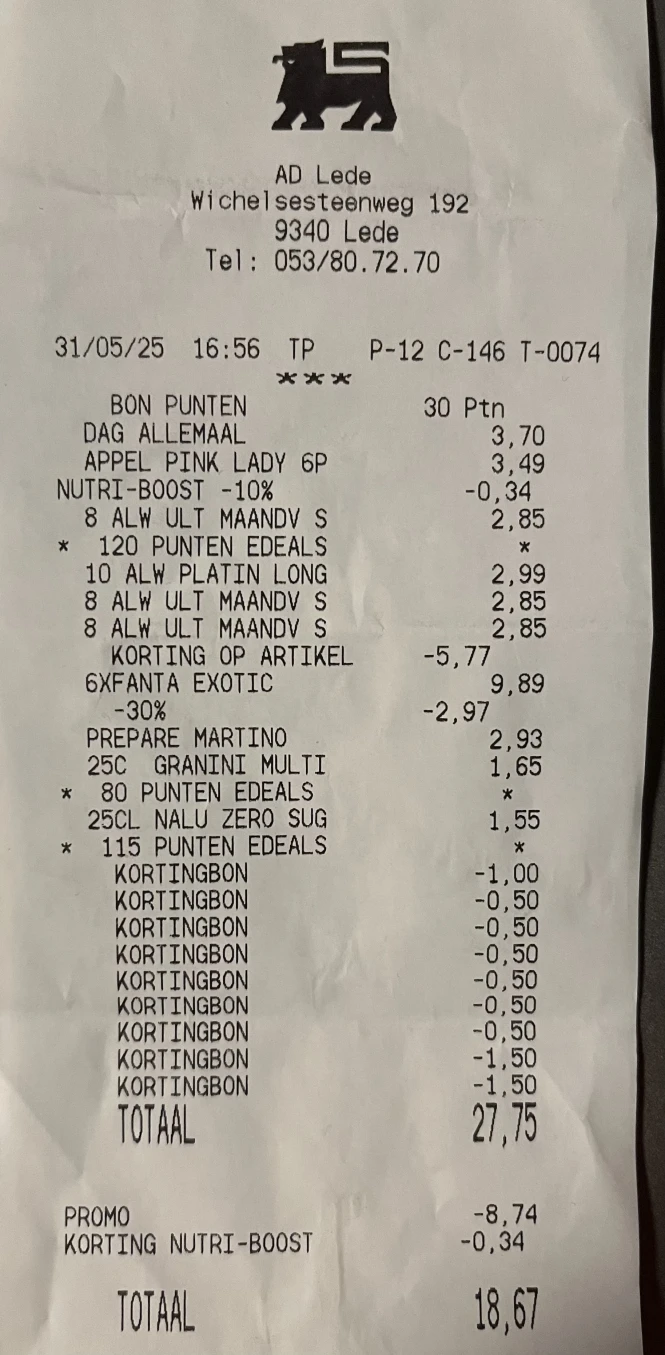 AD Lede
Wichelsesteenweg 192
9340 Lede
Tel: 053/80.72.70
31/05/25 16:56 TP P-12 C-146 T-0074
***
BON PUNTEN 30 Ptn
DAG ALLEMAAL 3,70
APPEL PINK LADY 6P 3,49
NUTRI-BOOST -10% -0,34
8 ALW ULT MAANDV S 2,85
* 120 PUNTEN EDEALS *
10 ALW PLATIN LONG 2,99
8 ALW ULT MAANDV S 2,85
8 ALW ULT MAANDV S 2,85
KORTING OP ARTIKEL -5,77
6XFANTA EXOTIC 9,89
-30% -2,97
PREPARE MARTINO 2,93
25C GRANINI MULTI 1,65
* 80 PUNTEN EDEALS *
25CL NALU ZERO SUG 1,55
* 115 PUNTEN EDEALS *
KORTINGBON -1,00
KORTINGBON -0,50
KORTINGBON -0,50
KORTINGBON -0,50
KORTINGBON -0,50
KORTINGBON -0,50
KORTINGBON -0,50
KORTINGBON -1,50
KORTINGBON -1,50
TOTAAL 27,75
PROMO -8,74
KORTING NUTRI-BOOST -0,34
TOTAAL 18,67